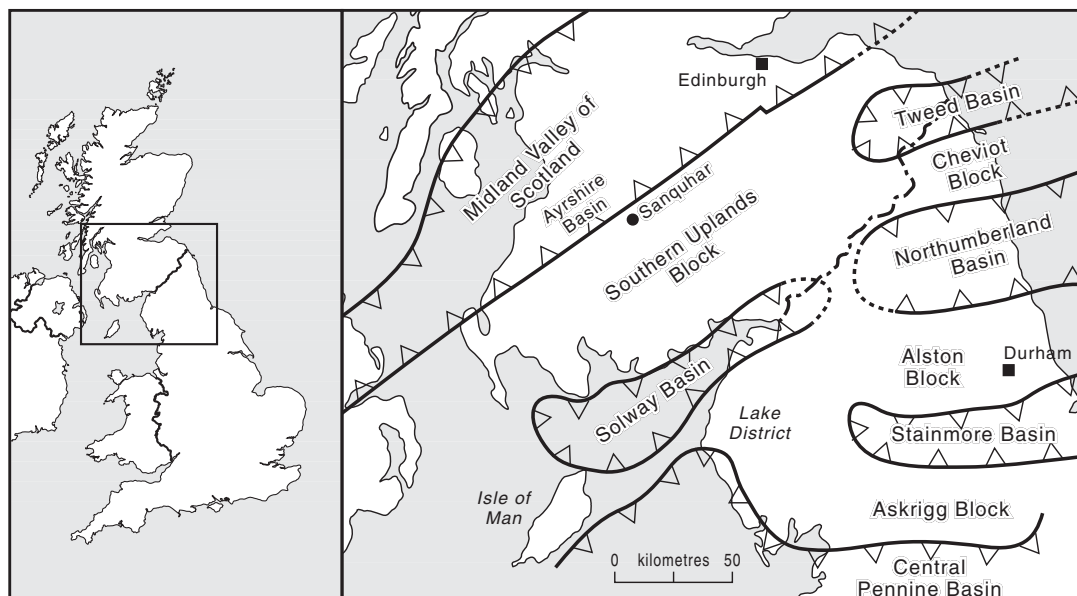 Edinburgh
Tweed Basin
Midland Valley of
Scotland
Cheviot
Block
Ayrshire
Basin
Sanquhar
Southern Uplands
Block
Northumberland
Basin
Alston
Block
Durham
Solway Basin
Lake
District
Stainmore Basin
Isle of
Man
Askrigg Block
0 kilometres 50
Central
Pennine Basin